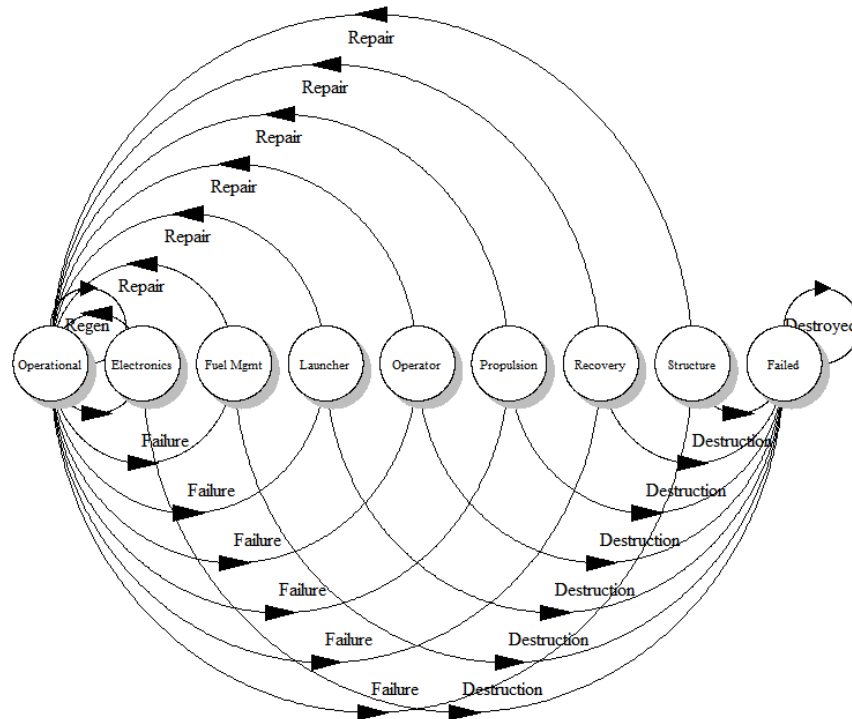 Repair
Repair
Repair
Repair
Repair
Repair
Regen
Destroyed
Operational
Electronics
Fuel Mgmt
Launcher
Operator
Propulsion
Recovery
Structure
Failed
Failure
Destruction
Failure
Destruction
Failure
Destruction
Failure
Destruction
Failure
Destruction
Failure
Destruction